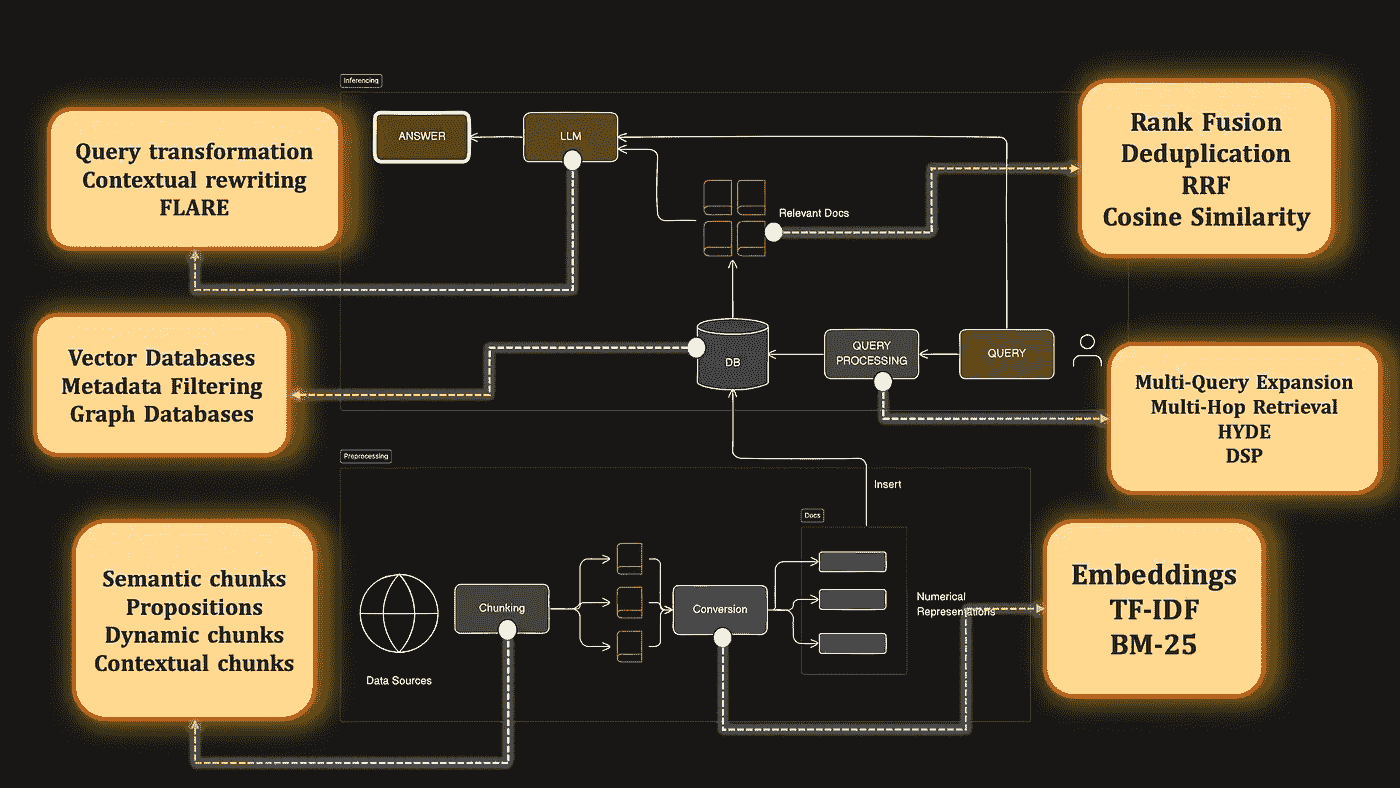 Inferencing
Query transformation
Contextual rewriting
FLARE
ANSWER
LLM
Relevant Docs
Rank Fusion
Deduplication
RRF
Cosine Similarity
Vector Databases
Metadata Filtering
Graph Databases
DB
QUERY
PROCESSING
QUERY
Multi-Query Expansion
Multi-Hop Retrieval
HYDE
DSP
Preprocessing
Insert
Docs
Semantic chunks
Propositions
Dynamic chunks
Contextual chunks
Data Sources
Chunking
Conversion
Numerical
Representations
Embeddings
TF-IDF
BM-25